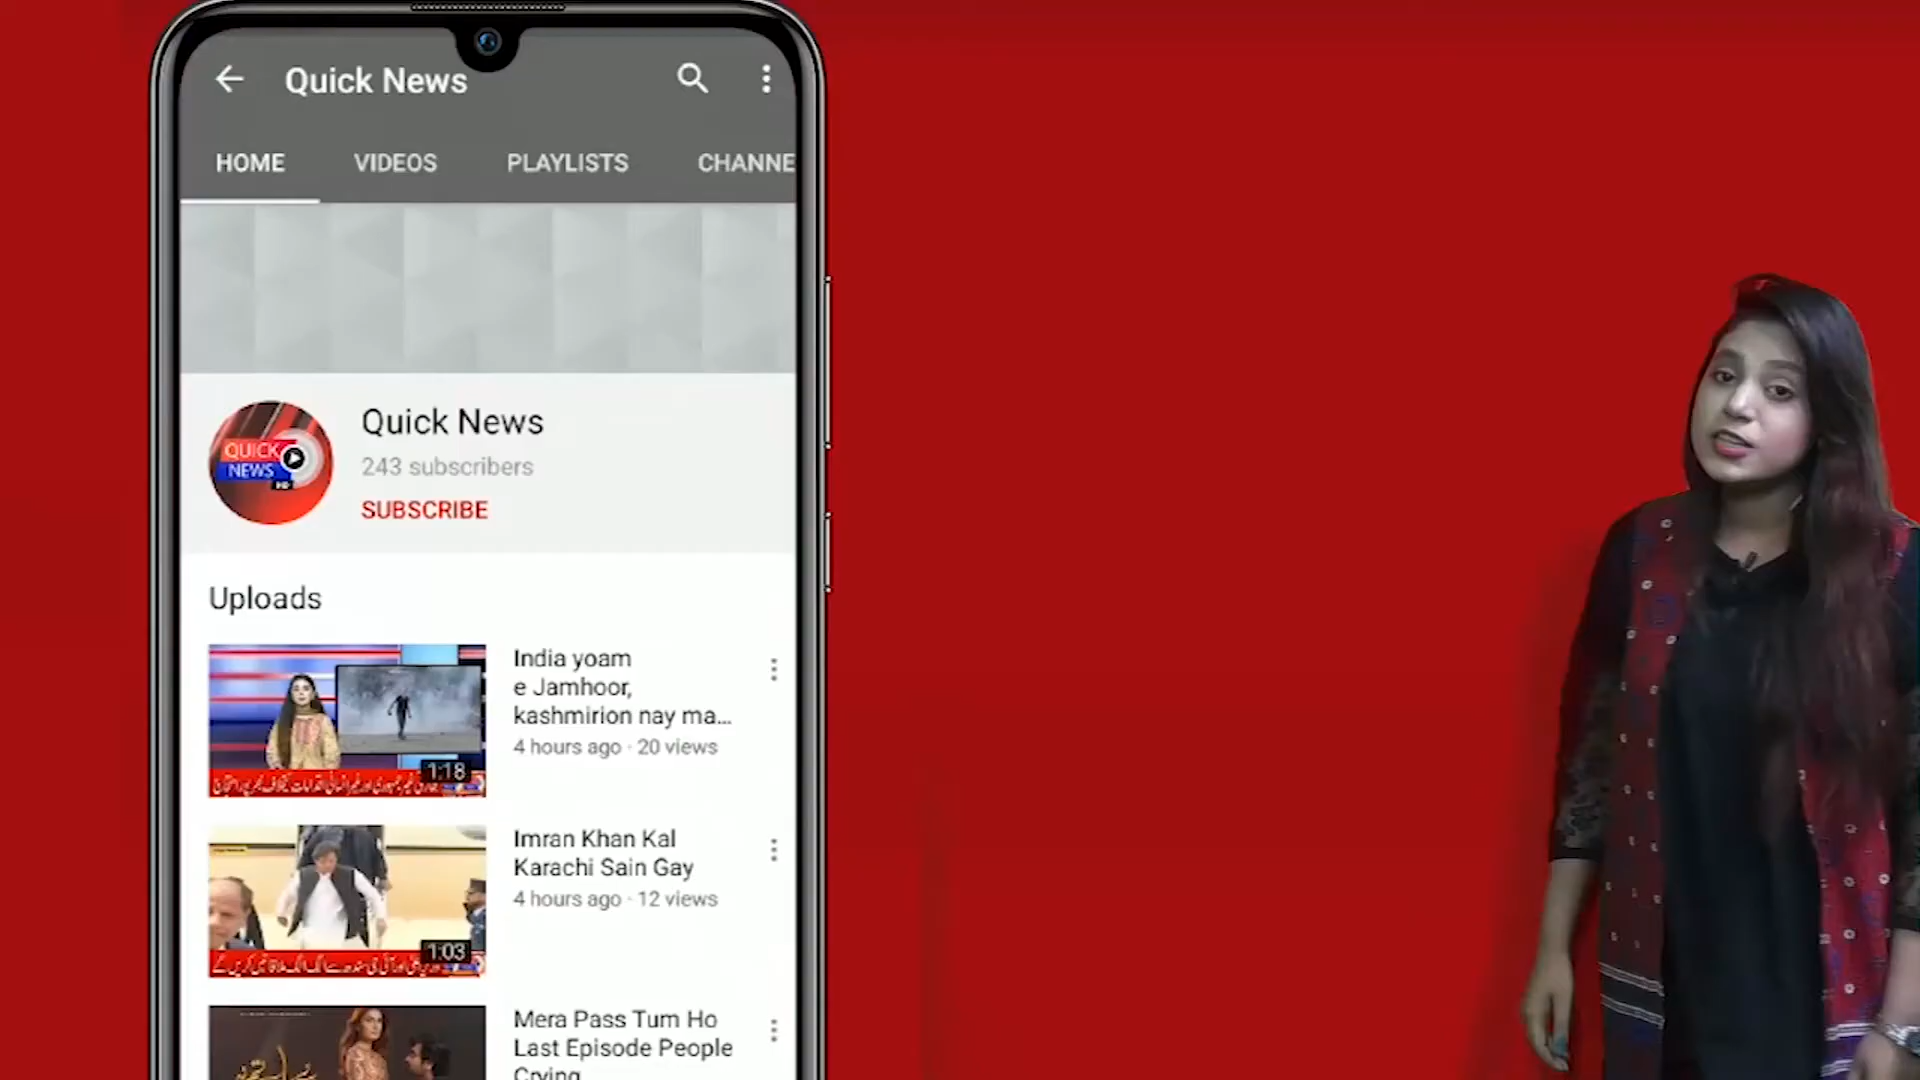 Quick News
HOME VIDEOS PLAYLISTS CHANNE
QUICK
NEWS
HD
Quick News
243 subscribers
SUBSCRIBE
Uploads
India yoam
e Jamhoor,
kashmirion nay ma...
4 hours ago · 20 views
1:18
Imran Khan Kal
Karachi Sain Gay
4 hours ago · 12 views
1:03
Mera Pass Tum Ho
Last Episode People
Crying